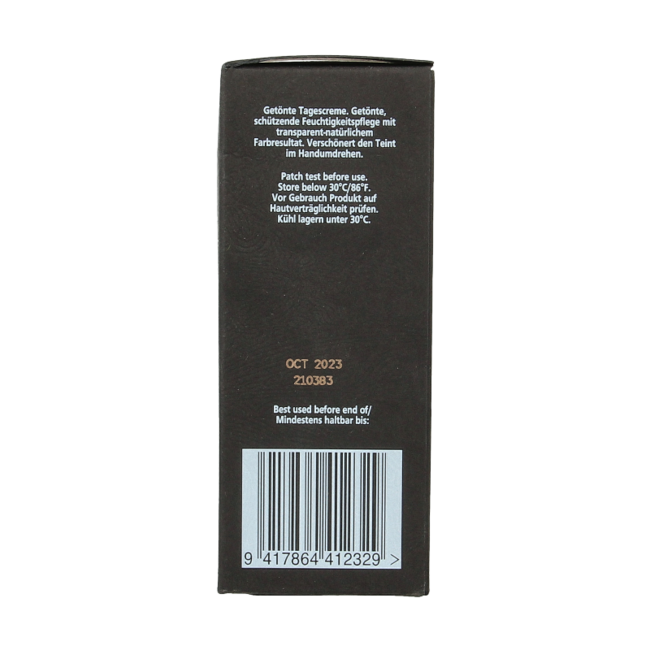 Getönte Tagescreme. Getönte,
schützende Feuchtigkeitspflege mit
transparent-natürlichem
Farbresultat. Verschönert den Teint
im Handumdrehen.
Patch test before use.
Store below 30°C/86°F.
Vor Gebrauch Produkt auf
Hautverträglichkeit prüfen.
Kühl lagern unter 30°C.
OCT 2023
210383
Best used before end of/
Mindestens haltbar bis:
9 417864 412329 >